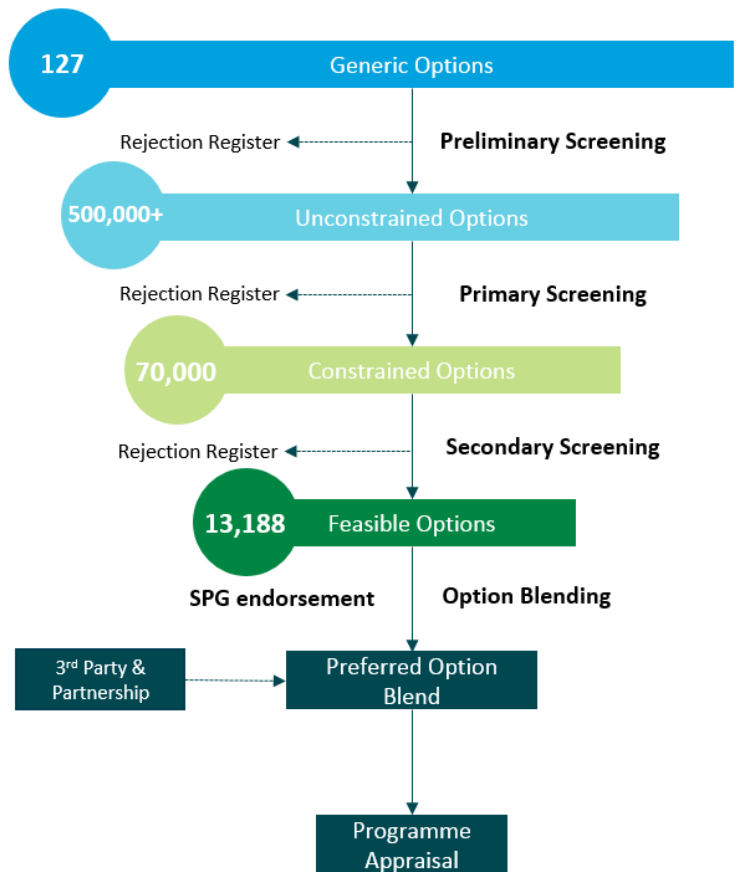 127
Generic Options
Rejection Register
Preliminary Screening
500,000+
Unconstrained Options
Rejection Register
Primary Screening
70,000
Constrained Options
Rejection Register
Secondary Screening
13,188
Feasible Options
SPG endorsement
Option Blending
3rd Party &
Partnership
Preferred Option
Blend
Programme
Appraisal